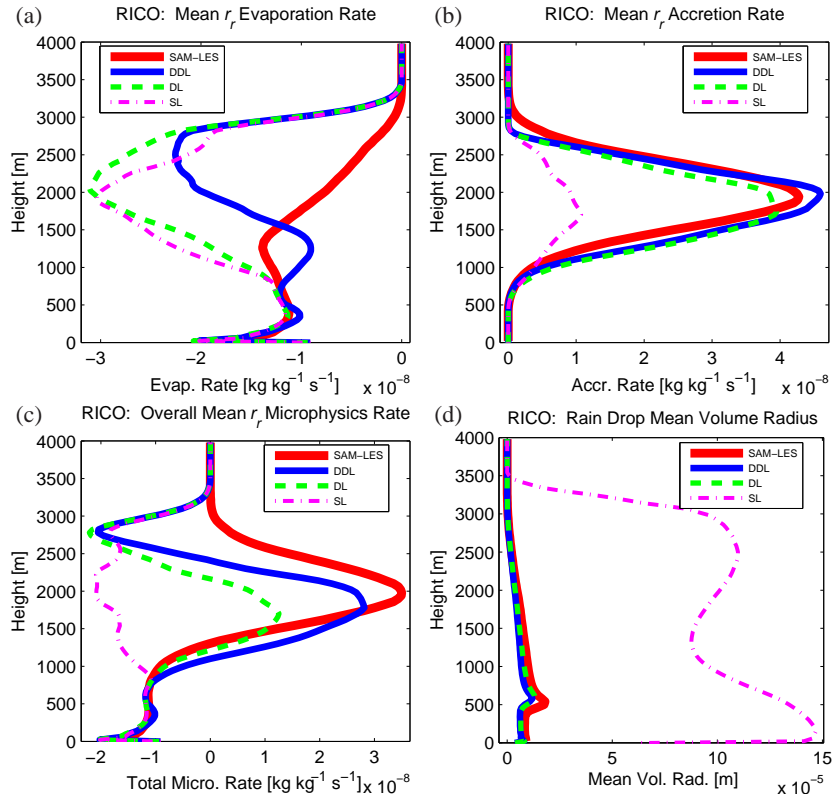 (a) RICO: Mean r_r Evaporation Rate
4000
3500
3000
2500
2000
1500
1000
500
0
Height [m]
SAM−LES
DDL
DL
SL
−3 −2 −1 0
Evap. Rate [kg kg⁻¹ s⁻¹] x 10⁻⁸
(b) RICO: Mean r_r Accretion Rate
4000
3500
3000
2500
2000
1500
1000
500
0
Height [m]
SAM−LES
DDL
DL
SL
0 1 2 3 4
Accr. Rate [kg kg⁻¹ s⁻¹] x 10⁻⁸
(c) RICO: Overall Mean r_r Microphysics Rate
4000
3500
3000
2500
2000
1500
1000
500
0
Height [m]
SAM−LES
DDL
DL
SL
−2 −1 0 1 2 3
Total Micro. Rate [kg kg⁻¹ s⁻¹] x 10⁻⁸
(d) RICO: Rain Drop Mean Volume Radius
4000
3500
3000
2500
2000
1500
1000
500
0
Height [m]
SAM−LES
DDL
DL
SL
0 5 10 15
Mean Vol. Rad. [m] x 10⁻⁵